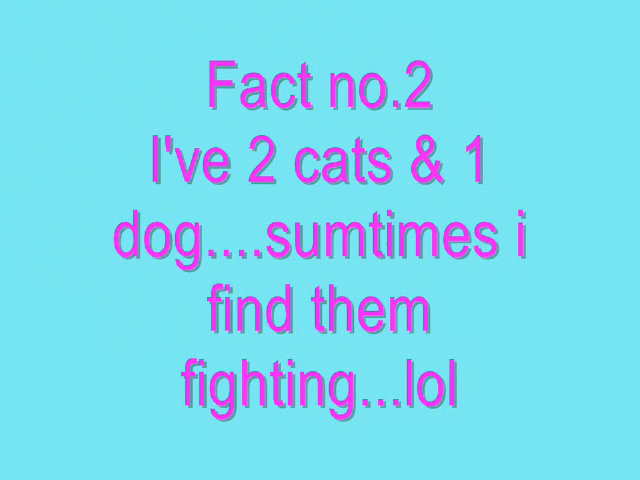 Fact no.2
I've 2 cats & 1
dog....sumtimes i
find them
fighting...lol